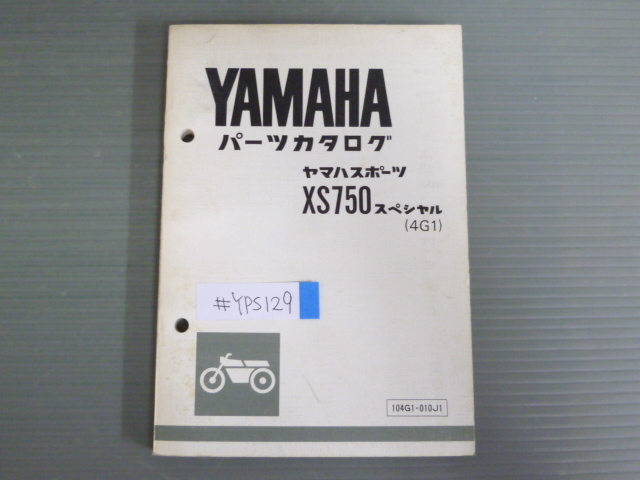 YAMAHA
パーツカタログ
ヤマハスポーツ
XS750スペシャル
(4G1)
#YPS129
104G1-010J1